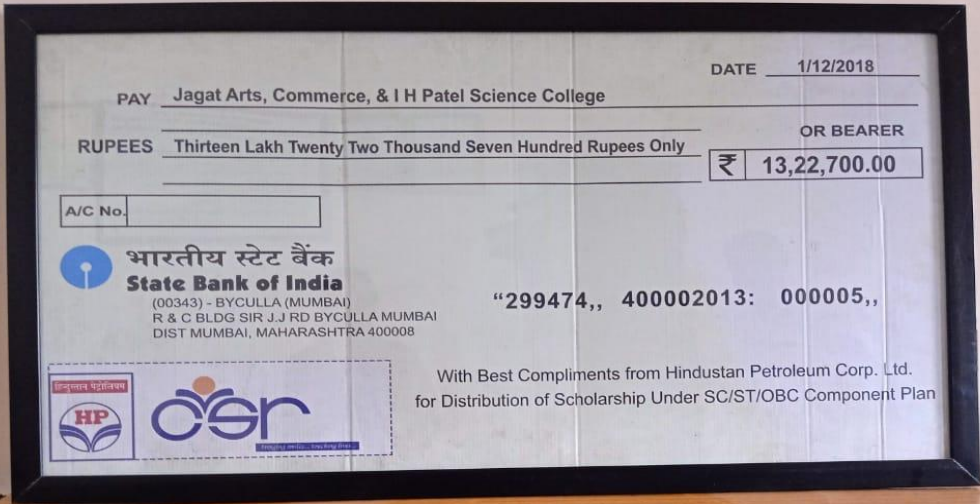 DATE 1/12/2018
PAY Jagat Arts, Commerce, & I H Patel Science College
OR BEARER
RUPEES Thirteen Lakh Twenty Two Thousand Seven Hundred Rupees Only
₹ 13,22,700.00
A/C No.
भारतीय स्टेट बैंक
State Bank of India
(00343) - BYCULLA (MUMBAI)
R & C BLDG SIR J.J RD BYCULLA MUMBAI
DIST MUMBAI, MAHARASHTRA 400008
“299474,, 400002013: 000005,,
हिन्दुस्तान पेट्रोलियम
HP
csr
With Best Compliments from Hindustan Petroleum Corp. Ltd.
for Distribution of Scholarship Under SC/ST/OBC Component Plan